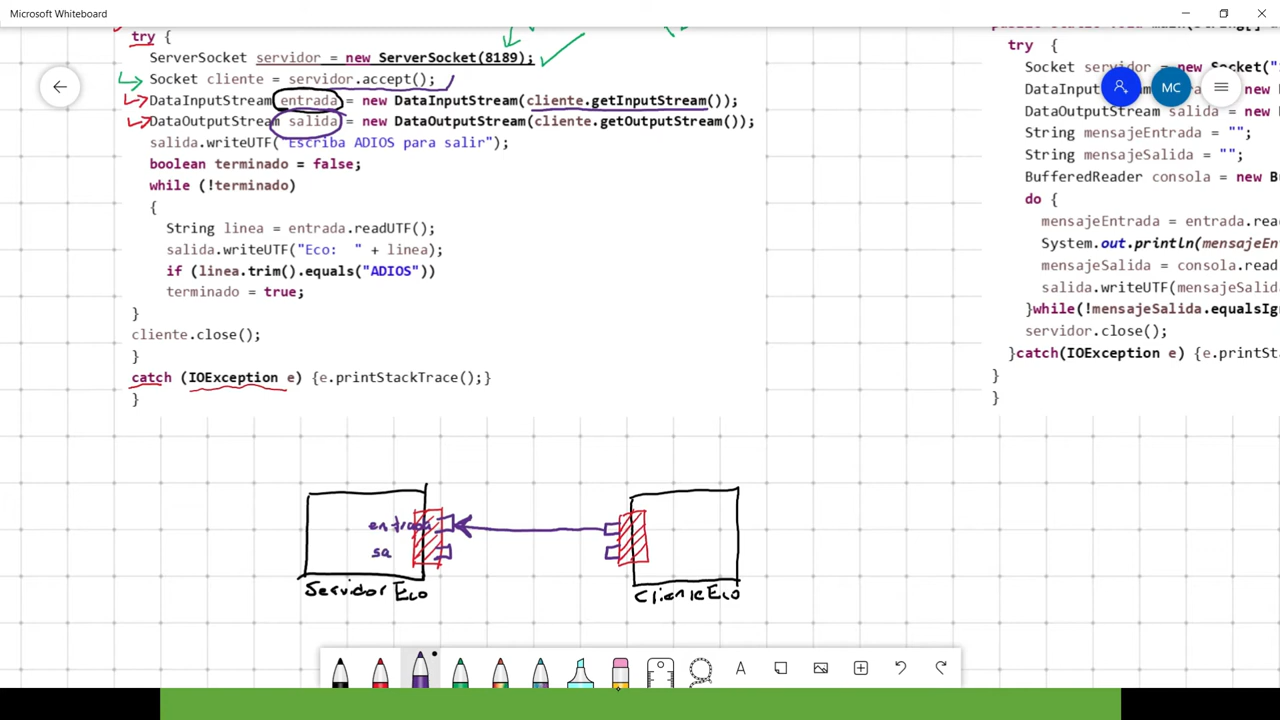 Microsoft Whiteboard
try {
ServerSocket servidor = new ServerSocket(8189);
Socket cliente = servidor.accept();
DataInputStream entrada = new DataInputStream(cliente.getInputStream());
DataOutputStream salida = new DataOutputStream(cliente.getOutputStream());
salida.writeUTF("Escriba ADIOS para salir");
boolean terminado = false;
while (!terminado)
{
String linea = entrada.readUTF();
salida.writeUTF("Eco:  " + linea);
if (linea.trim().equals("ADIOS"))
terminado = true;
}
cliente.close();
}
catch (IOException e) {e.printStackTrace();}
}
try {
Socket servidor = new Socket("
MC
DataOutputStream salida =
String mensajeEntrada = "";
String mensajeSalida = "";
BufferedReader consola = new B
do {
mensajeEntrada = entrada.rea
System.out.println(mensajeEn
mensajeSalida = consola.read
salida.writeUTF(mensajeSalid
}while(!mensajeSalida.equalsIg
servidor.close();
}catch(IOException e) {e.printSt
}
}
entrada
sa
Servidor Eco
ClienteEco
A